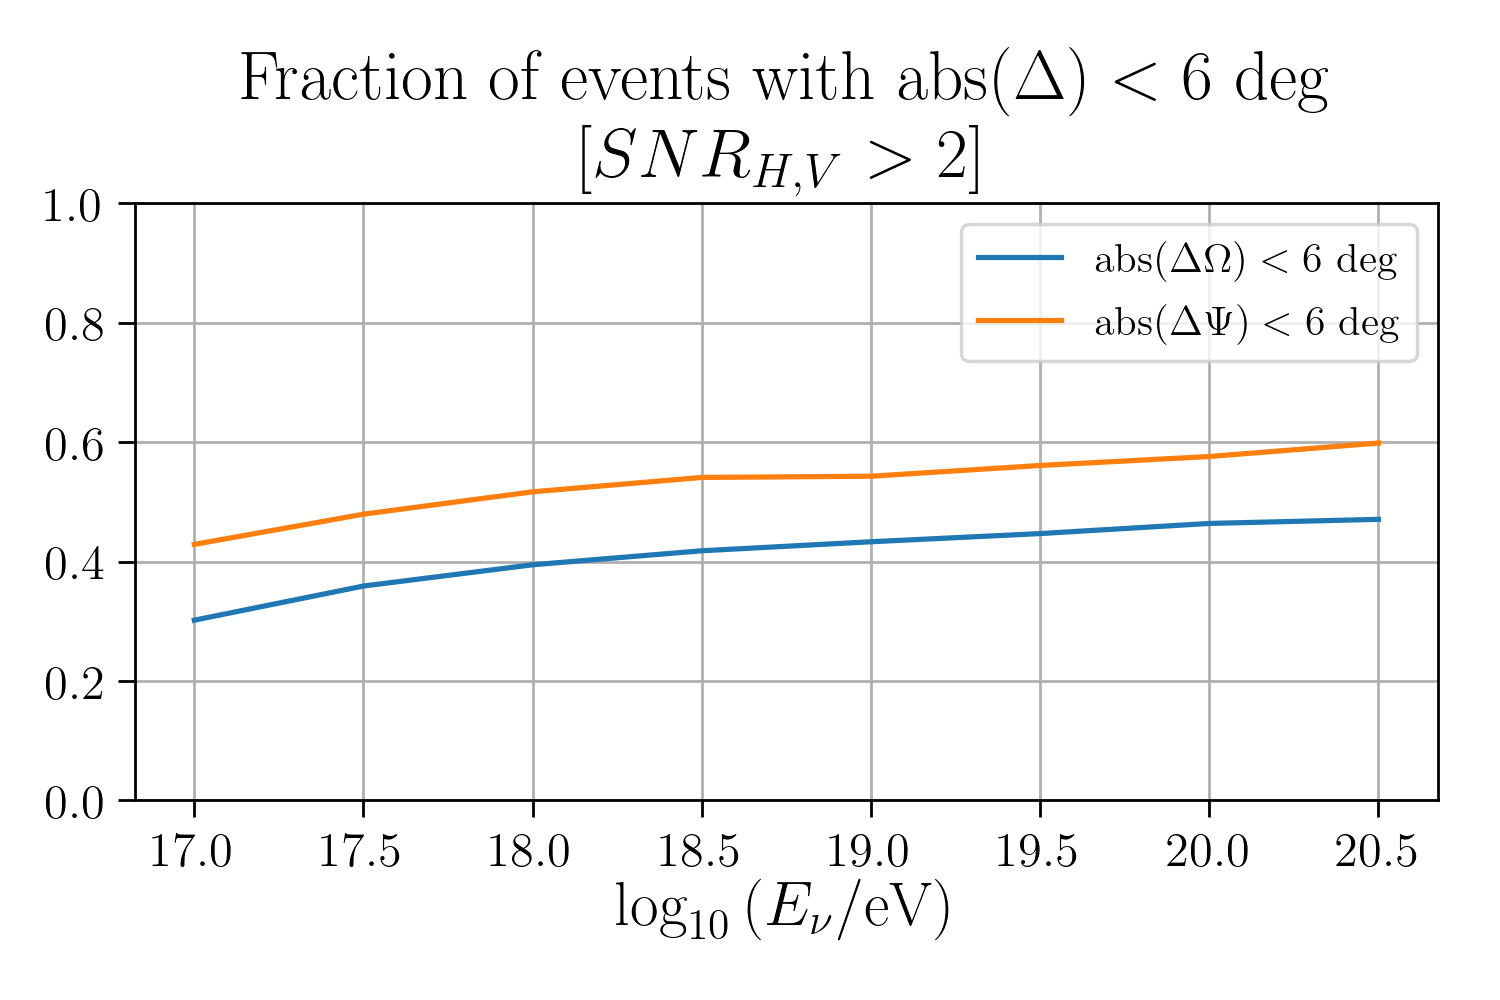 Fraction of events with abs(Δ) < 6 deg
[SNR_{H,V} > 2]
1.0
0.8
0.6
0.4
0.2
0.0
abs(ΔΩ) < 6 deg
abs(ΔΨ) < 6 deg
17.0 17.5 18.0 18.5 19.0 19.5 20.0 20.5
log₁₀ (E_ν/eV)